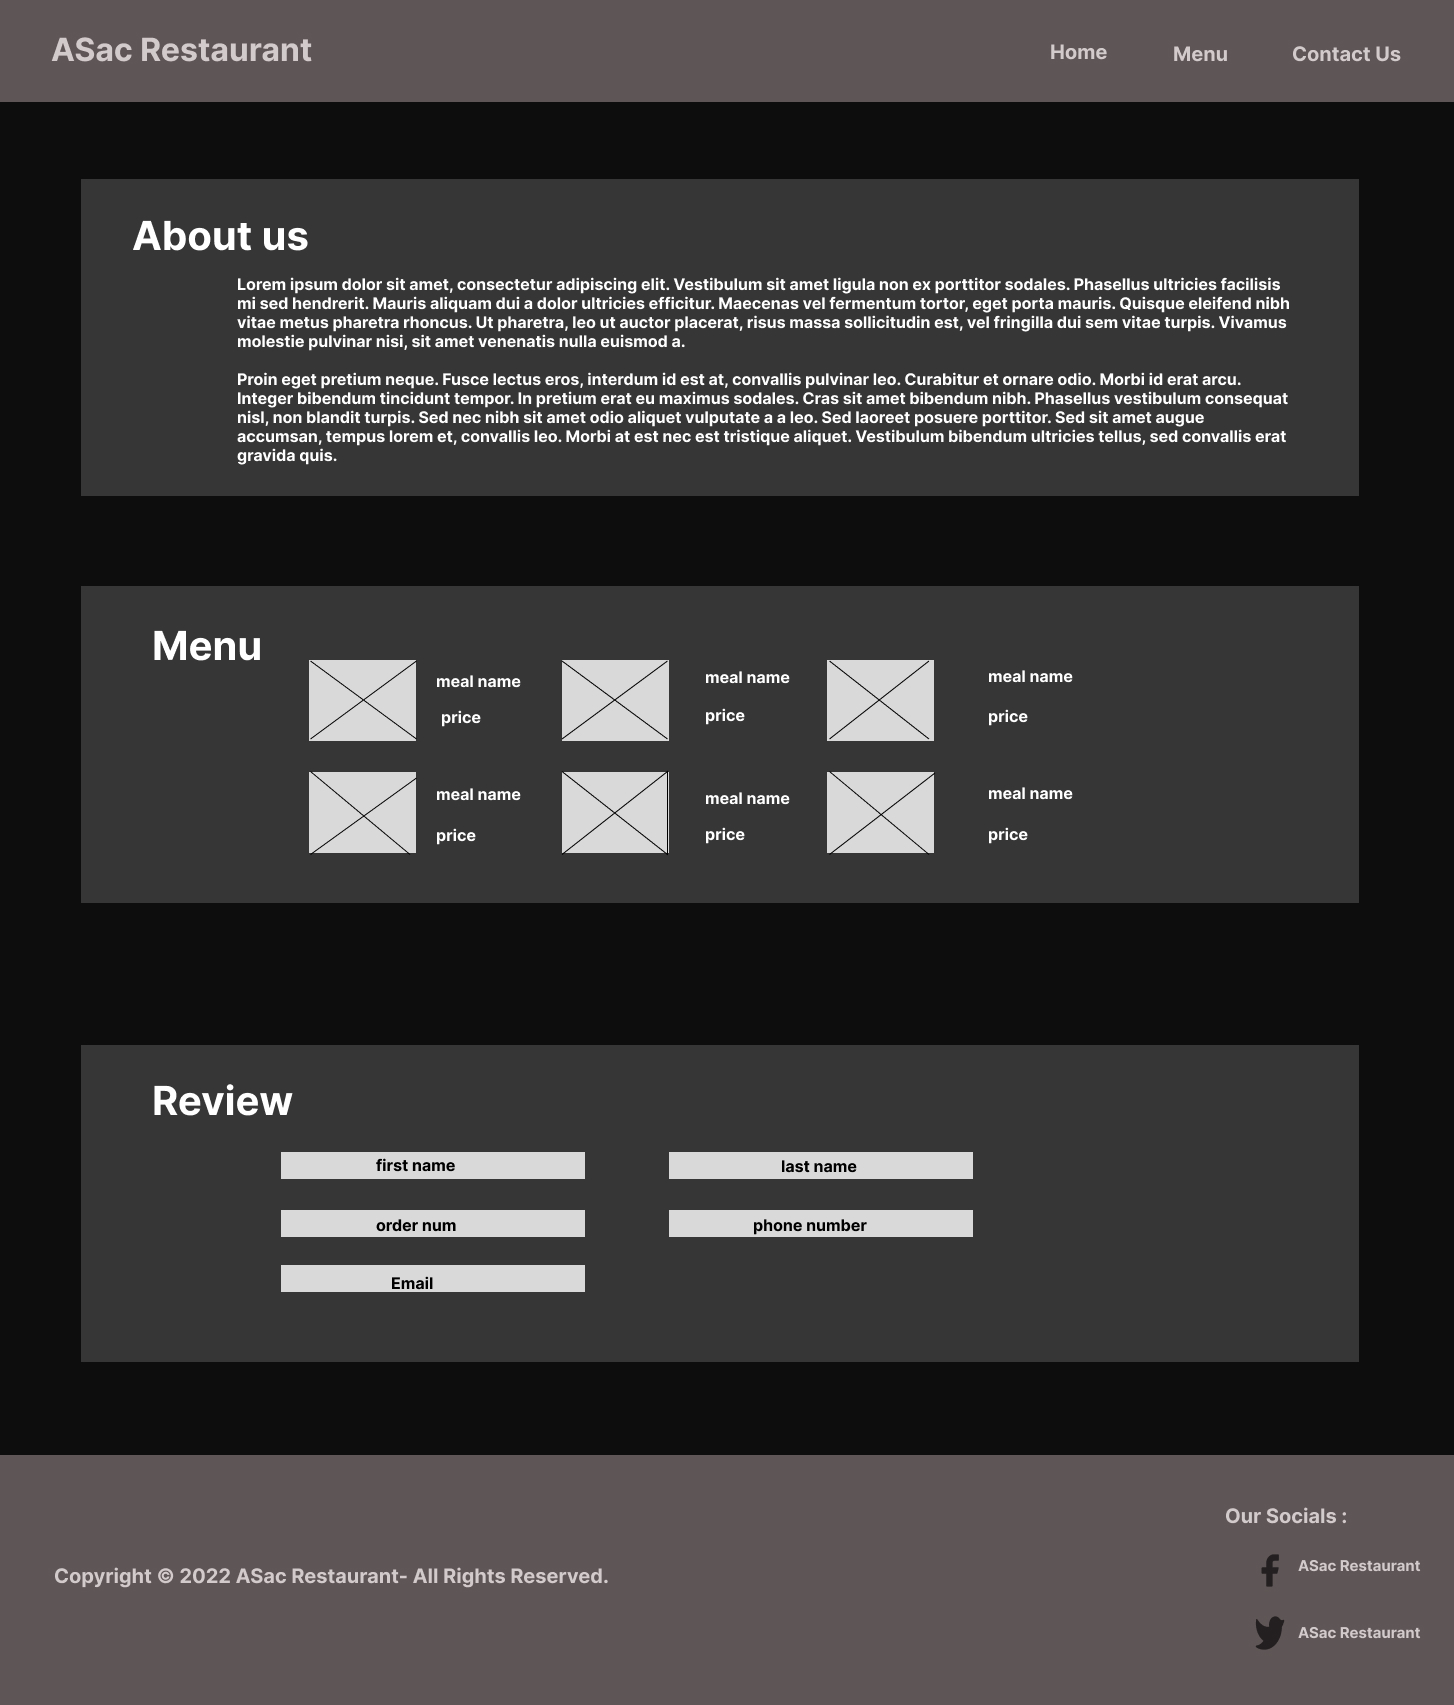 ASac Restaurant
Home
Menu
Contact Us
About us
Lorem ipsum dolor sit amet, consectetur adipiscing elit. Vestibulum sit amet ligula non ex porttitor sodales. Phasellus ultricies facilisis
mi sed hendrerit. Mauris aliquam dui a dolor ultricies efficitur. Maecenas vel fermentum tortor, eget porta mauris. Quisque eleifend nibh
vitae metus pharetra rhoncus. Ut pharetra, leo ut auctor placerat, risus massa sollicitudin est, vel fringilla dui sem vitae turpis. Vivamus
molestie pulvinar nisi, sit amet venenatis nulla euismod a.
Proin eget pretium neque. Fusce lectus eros, interdum id est at, convallis pulvinar leo. Curabitur et ornare odio. Morbi id erat arcu.
Integer bibendum tincidunt tempor. In pretium erat eu maximus sodales. Cras sit amet bibendum nibh. Phasellus vestibulum consequat
nisl, non blandit turpis. Sed nec nibh sit amet odio aliquet vulputate a a leo. Sed laoreet posuere porttitor. Sed sit amet augue
accumsan, tempus lorem et, convallis leo. Morbi at est nec est tristique aliquet. Vestibulum bibendum ultricies tellus, sed convallis erat
gravida quis.
Menu
meal name
price
meal name
price
meal name
price
meal name
price
meal name
price
meal name
price
Review
first name
last name
order num
phone number
Email
Copyright © 2022 ASac Restaurant- All Rights Reserved.
Our Socials :
ASac Restaurant
ASac Restaurant